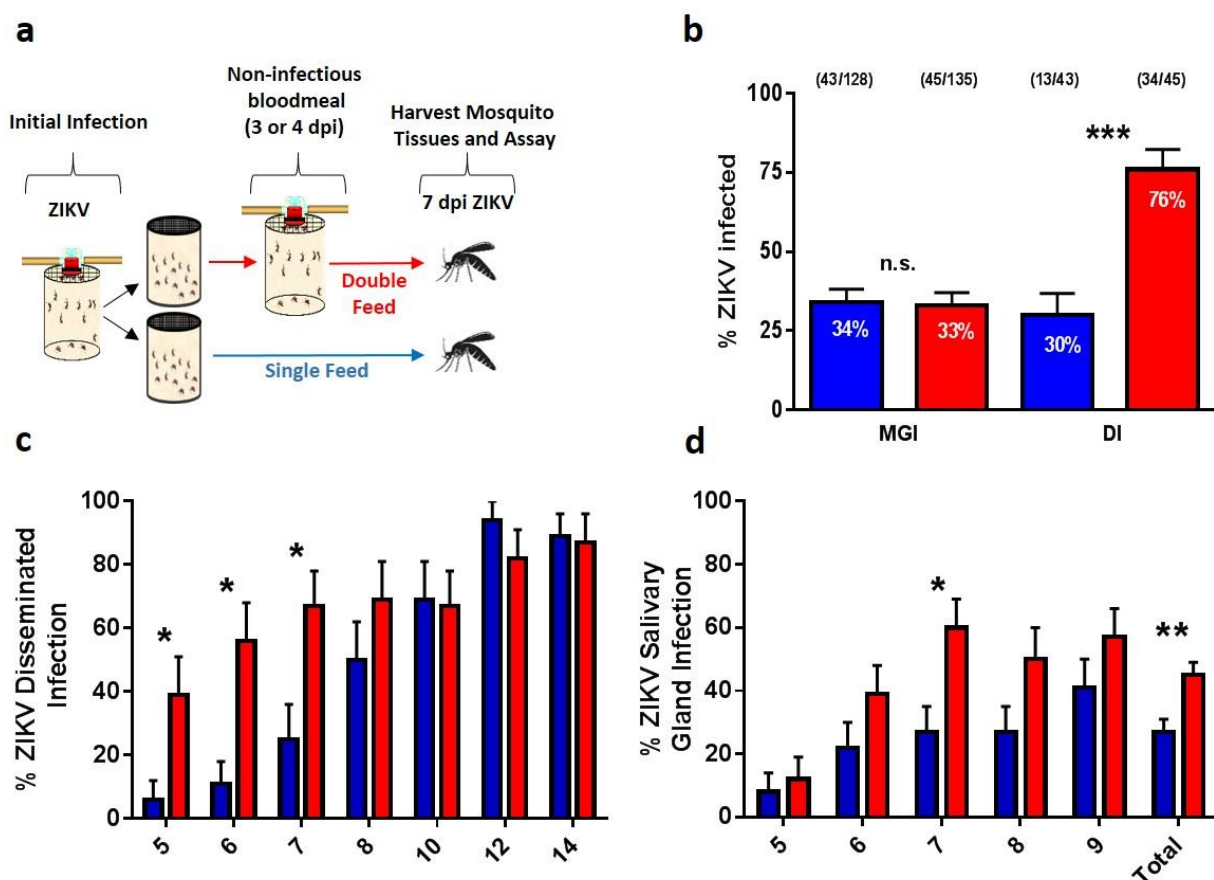 a
Initial Infection
ZIKV
Non-infectious
bloodmeal
(3 or 4 dpi)
Harvest Mosquito
Tissues and Assay
7 dpi ZIKV
Double
Feed
Single Feed
b
(43/128) (45/135) (13/43) (34/45)
% ZIKV infected
100
75
50
25
0
n.s.
***
34% 33% 30% 76%
MGI DI
c
% ZIKV Disseminated
Infection
100
80
60
40
20
0
* * *
5 6 7 8 10 12 14
d
% ZIKV Salivary
Gland Infection
100
80
60
40
20
0
* **
5 6 7 8 9 Total